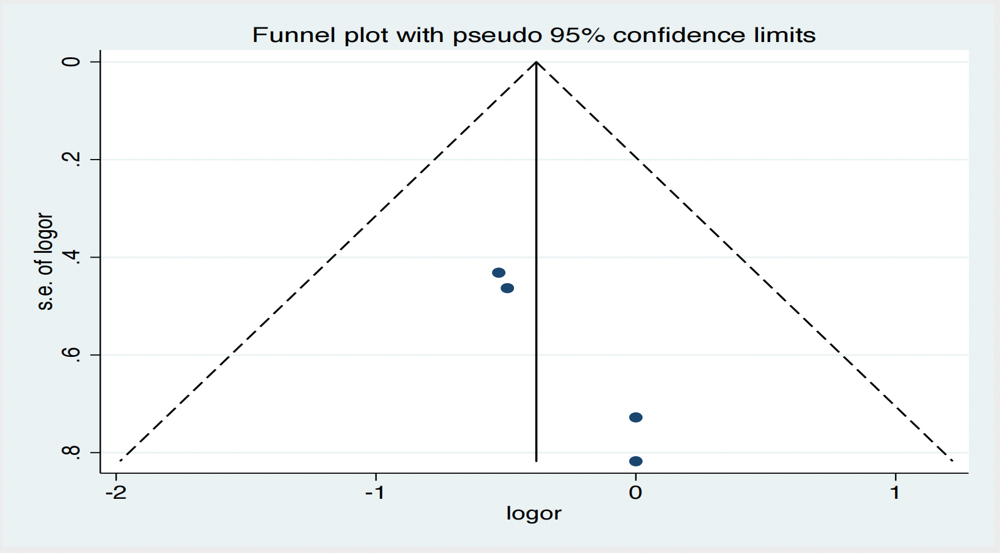 Funnel plot with pseudo 95% confidence limits
s.e. of logor
0
.2
.4
.6
.8
-2 -1 0 1
logor